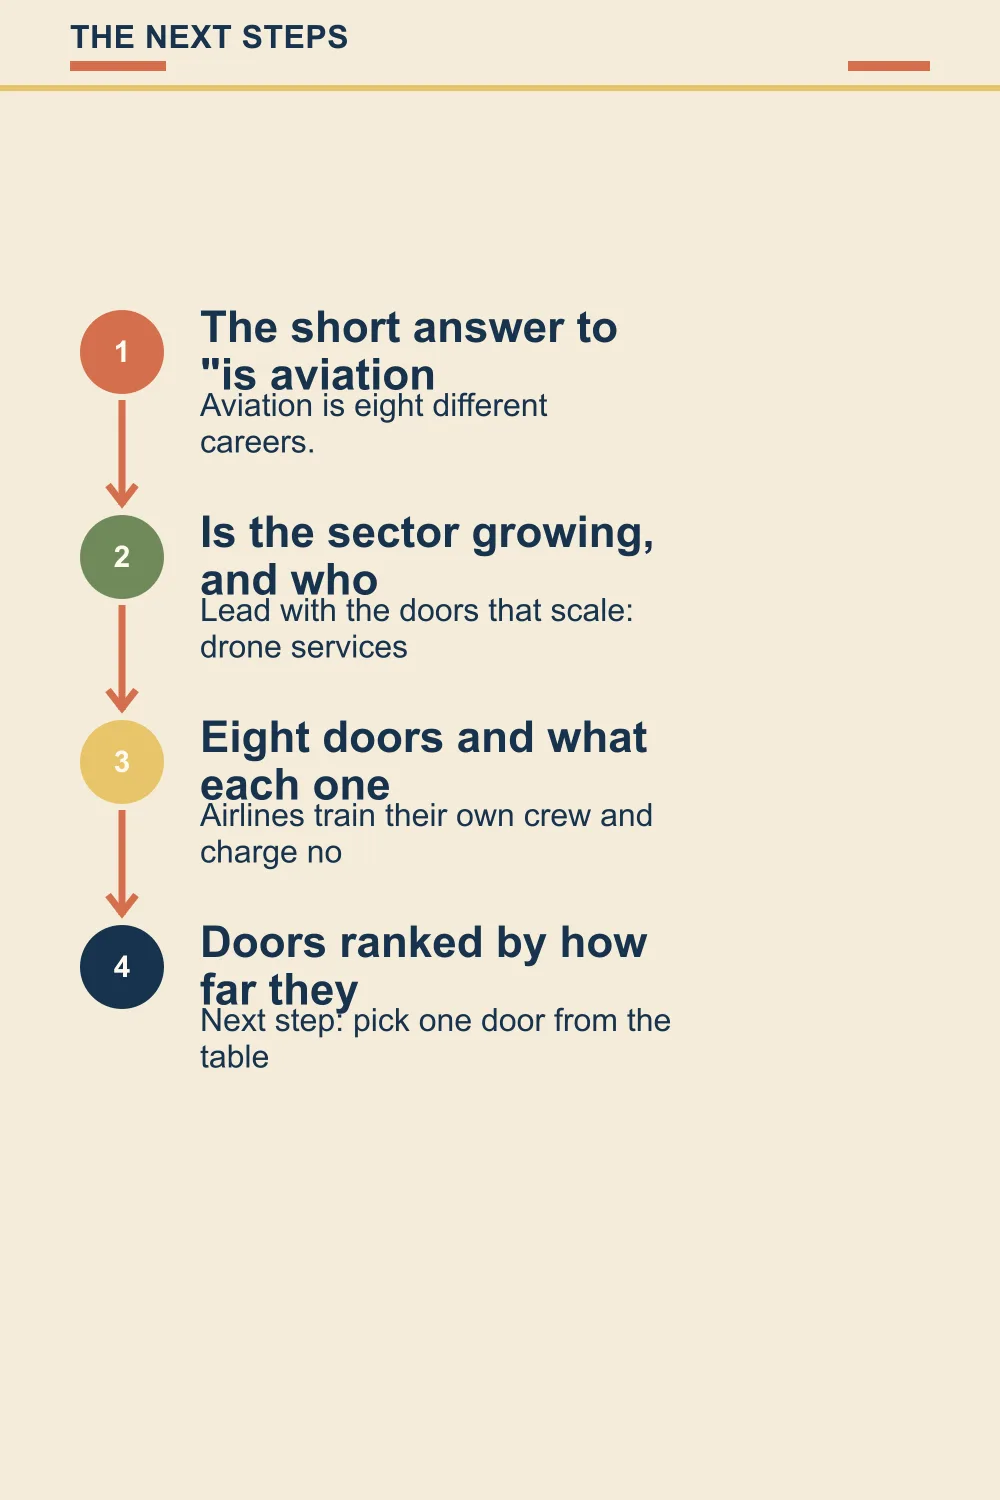 THE NEXT STEPS
1
The short answer to
"is aviation
Aviation is eight different
careers.
2
Is the sector growing,
and who
Lead with the doors that scale:
drone services
3
Eight doors and what
each one
Airlines train their own crew and
charge no
4
Doors ranked by how
far they
Next step: pick one door from the
table